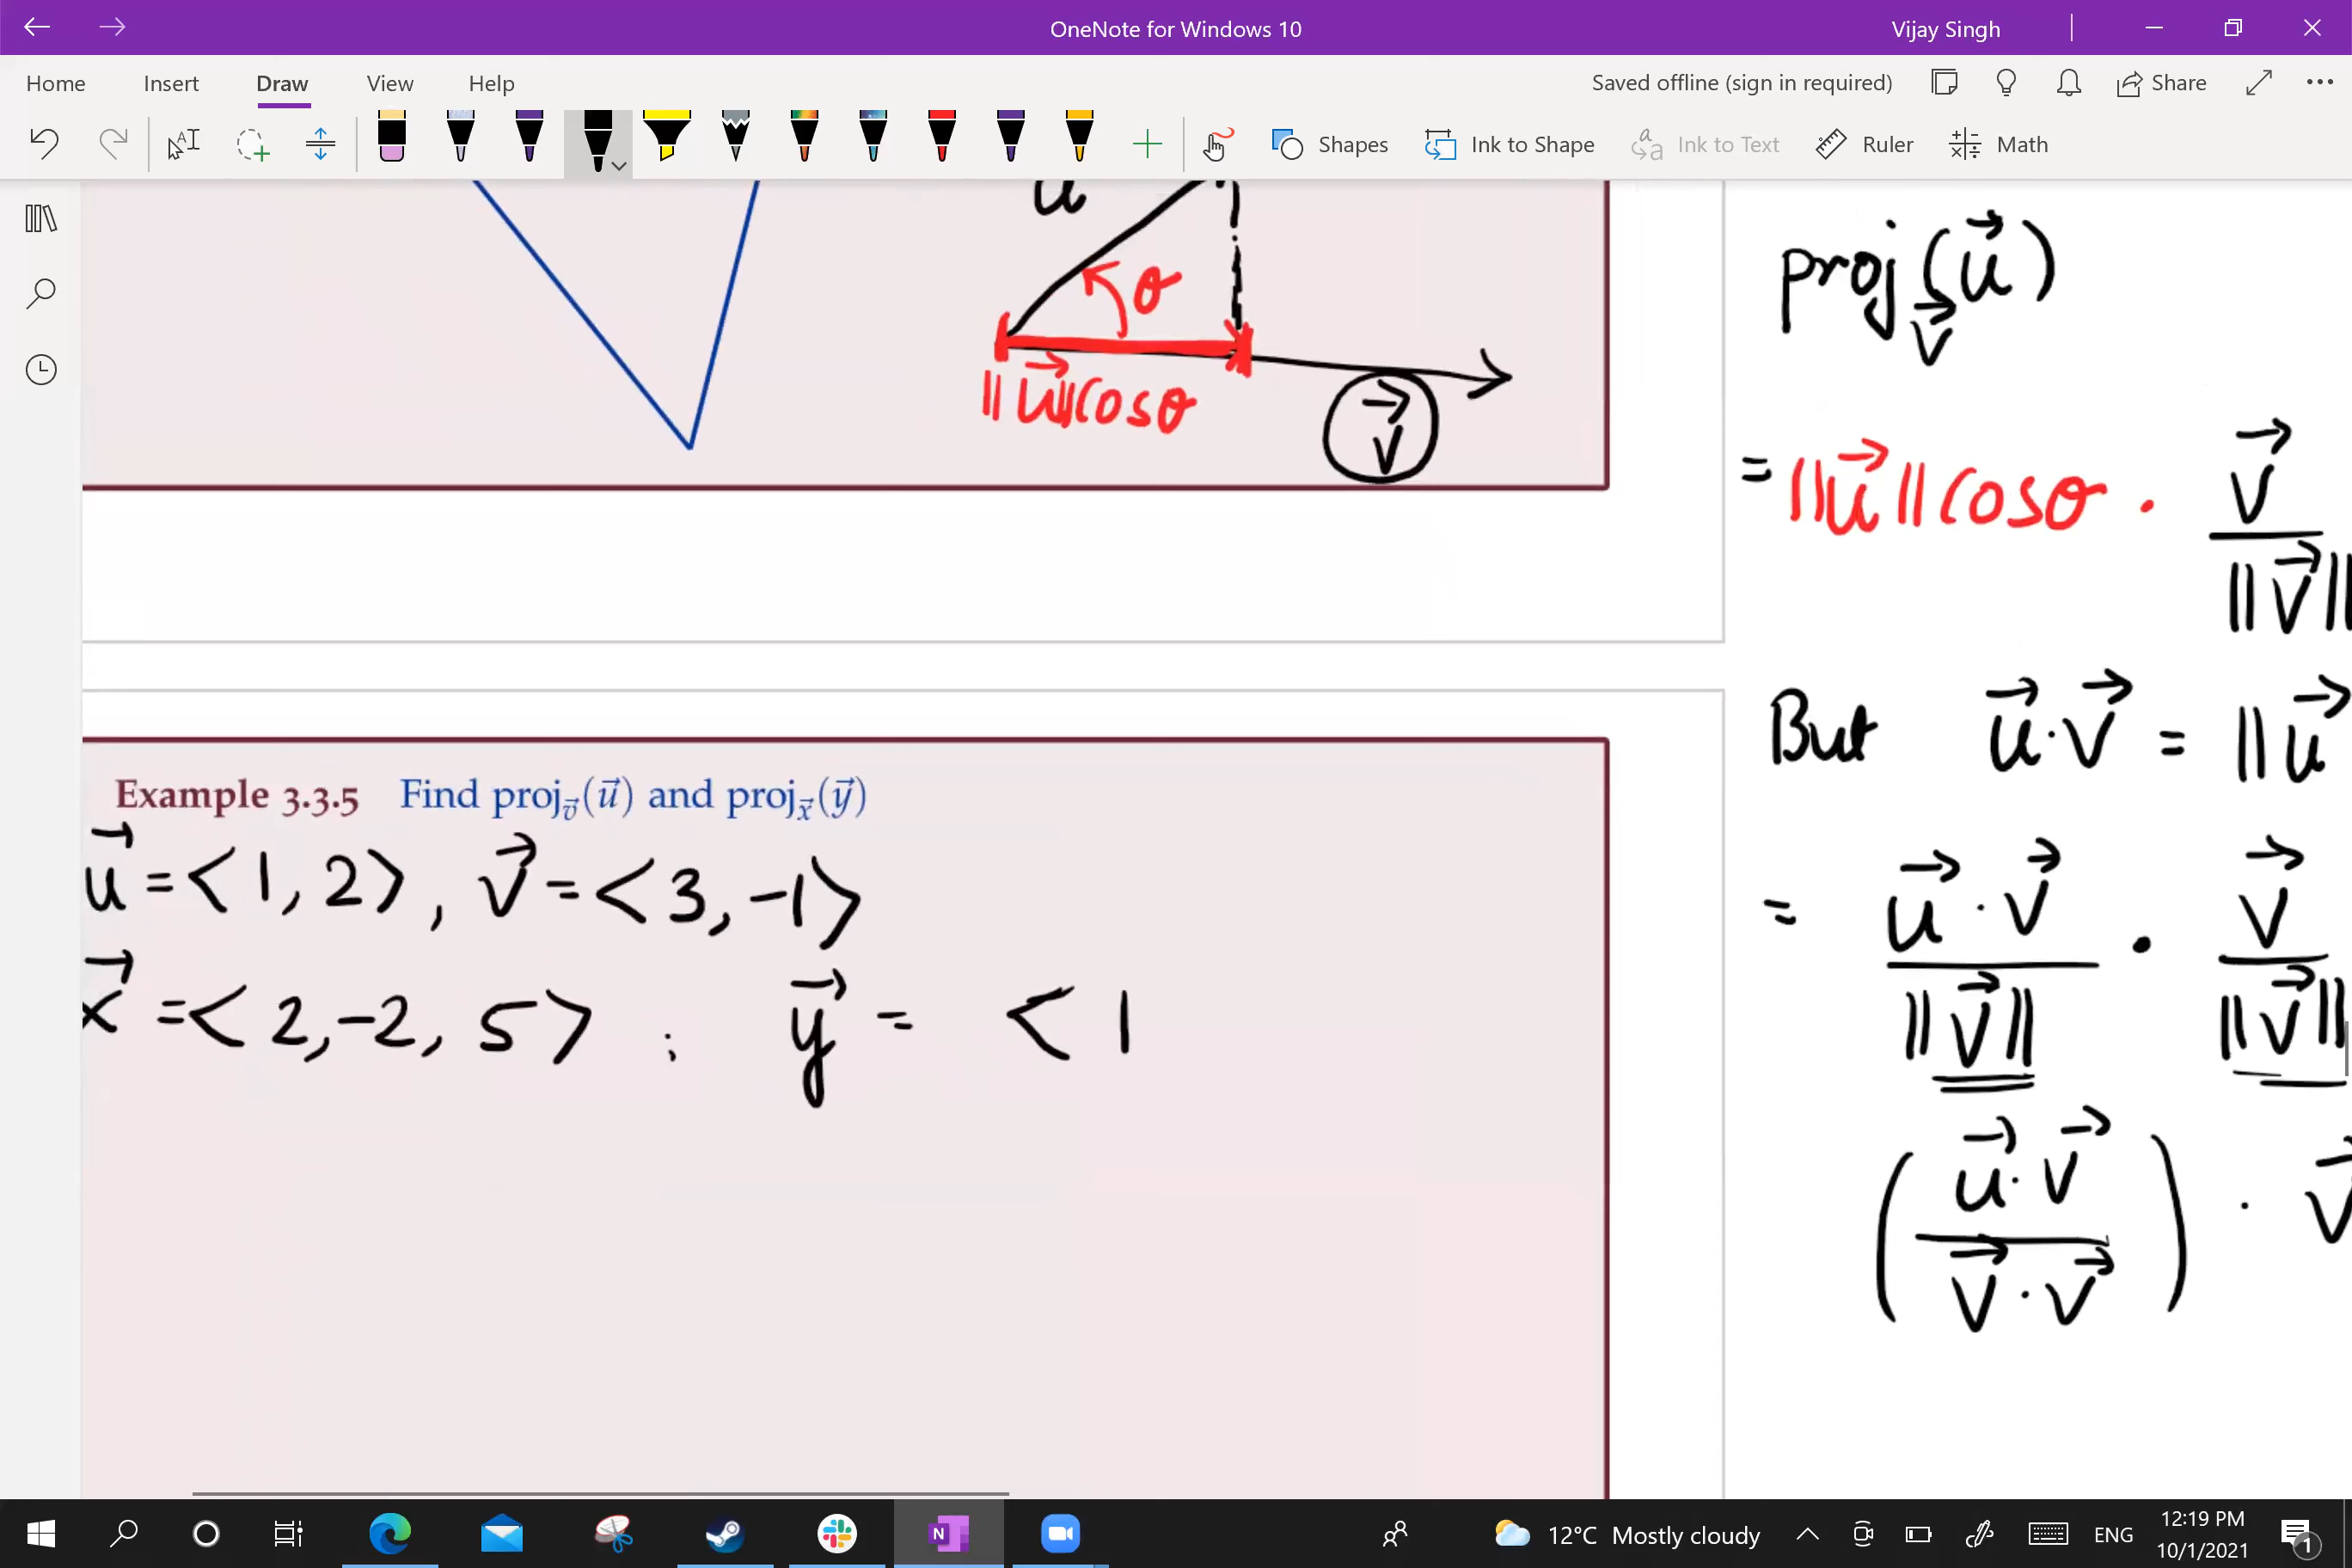 OneNote for Windows 10
Vijay Singh
Home Insert Draw View Help
Saved offline (sign in required) Share
Shapes Ink to Shape Ink to Text Ruler Math
u
θ
‖u⃗‖cosθ
v⃗
proj_v⃗(u⃗)
= ‖u⃗‖cosθ · v⃗/‖v⃗‖
But u⃗·v⃗ = ‖u⃗
= u⃗·v⃗/‖v⃗‖ · v⃗/‖v⃗‖
(u⃗·v⃗/v⃗·v⃗) · v⃗
Example 3.3.5 Find proj_v⃗(u⃗) and proj_x⃗(y⃗)
u⃗ = <1, 2>, v⃗ = <3, -1>
x⃗ = <2, -2, 5> ; y⃗ = <1
12°C Mostly cloudy
ENG
12:19 PM
10/1/2021
1